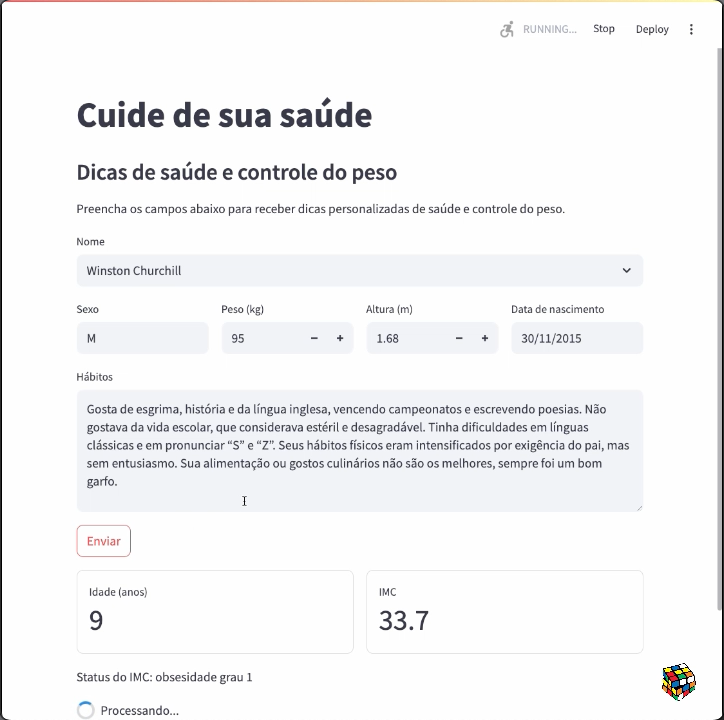 RUNNING...
Stop
Deploy
Cuide de sua saúde
Dicas de saúde e controle do peso
Preencha os campos abaixo para receber dicas personalizadas de saúde e controle do peso.
Nome
Winston Churchill
Sexo
Peso (kg)
Altura (m)
Data de nascimento
M
95
1.68
30/11/2015
Hábitos
Gosta de esgrima, história e da língua inglesa, vencendo campeonatos e escrevendo poesias. Não
gostava da vida escolar, que considerava estéril e desagradável. Tinha dificuldades em línguas
clássicas e em pronunciar “S” e “Z”. Seus hábitos físicos eram intensificados por exigência do pai, mas
sem entusiasmo. Sua alimentação ou gostos culinários não são os melhores, sempre foi um bom
garfo.
Enviar
Idade (anos)
9
IMC
33.7
Status do IMC: obsesidade grau 1
Processando...